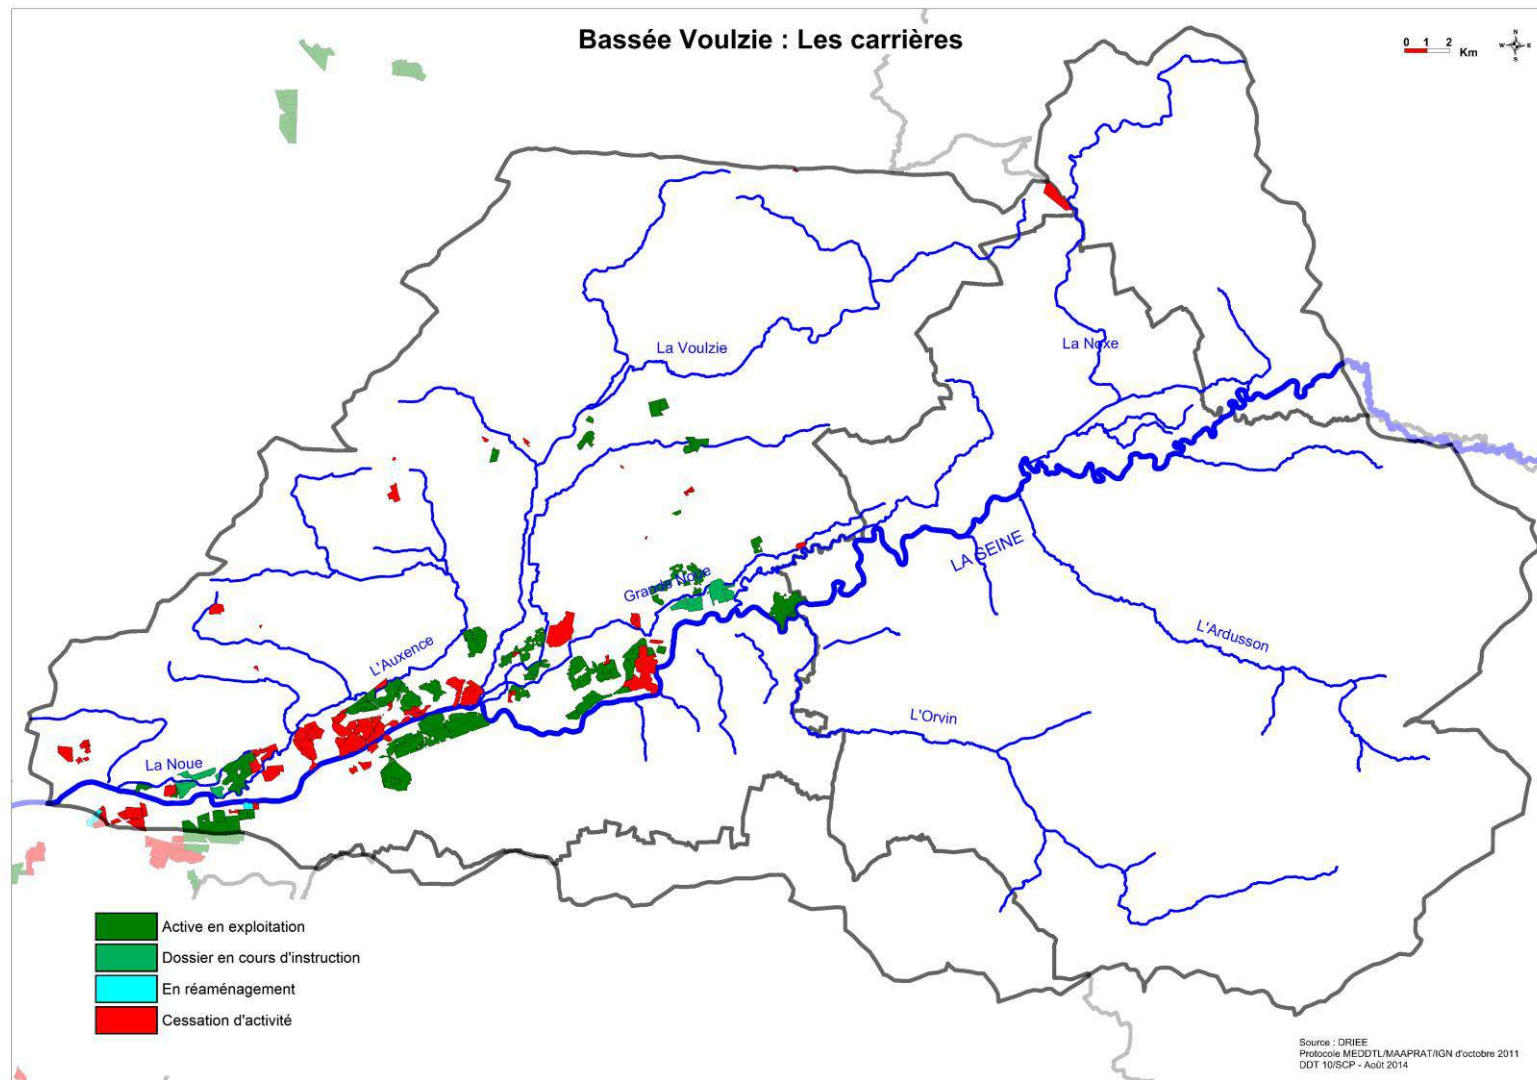 Bassée Voulzie : Les carrières
0 1 2 Km
N
W E
S
La Voulzie
La Noxe
LA SEINE
Grande Noue
L'Ardusson
L'Auxence
L'Orvin
La Noue
Active en exploitation
Dossier en cours d'instruction
En réaménagement
Cessation d'activité
Source : DRIEE
Protocole MEDDTL/MAAPRAT/IGN d'octobre 2011
DDT 10/SCP - Août 2014